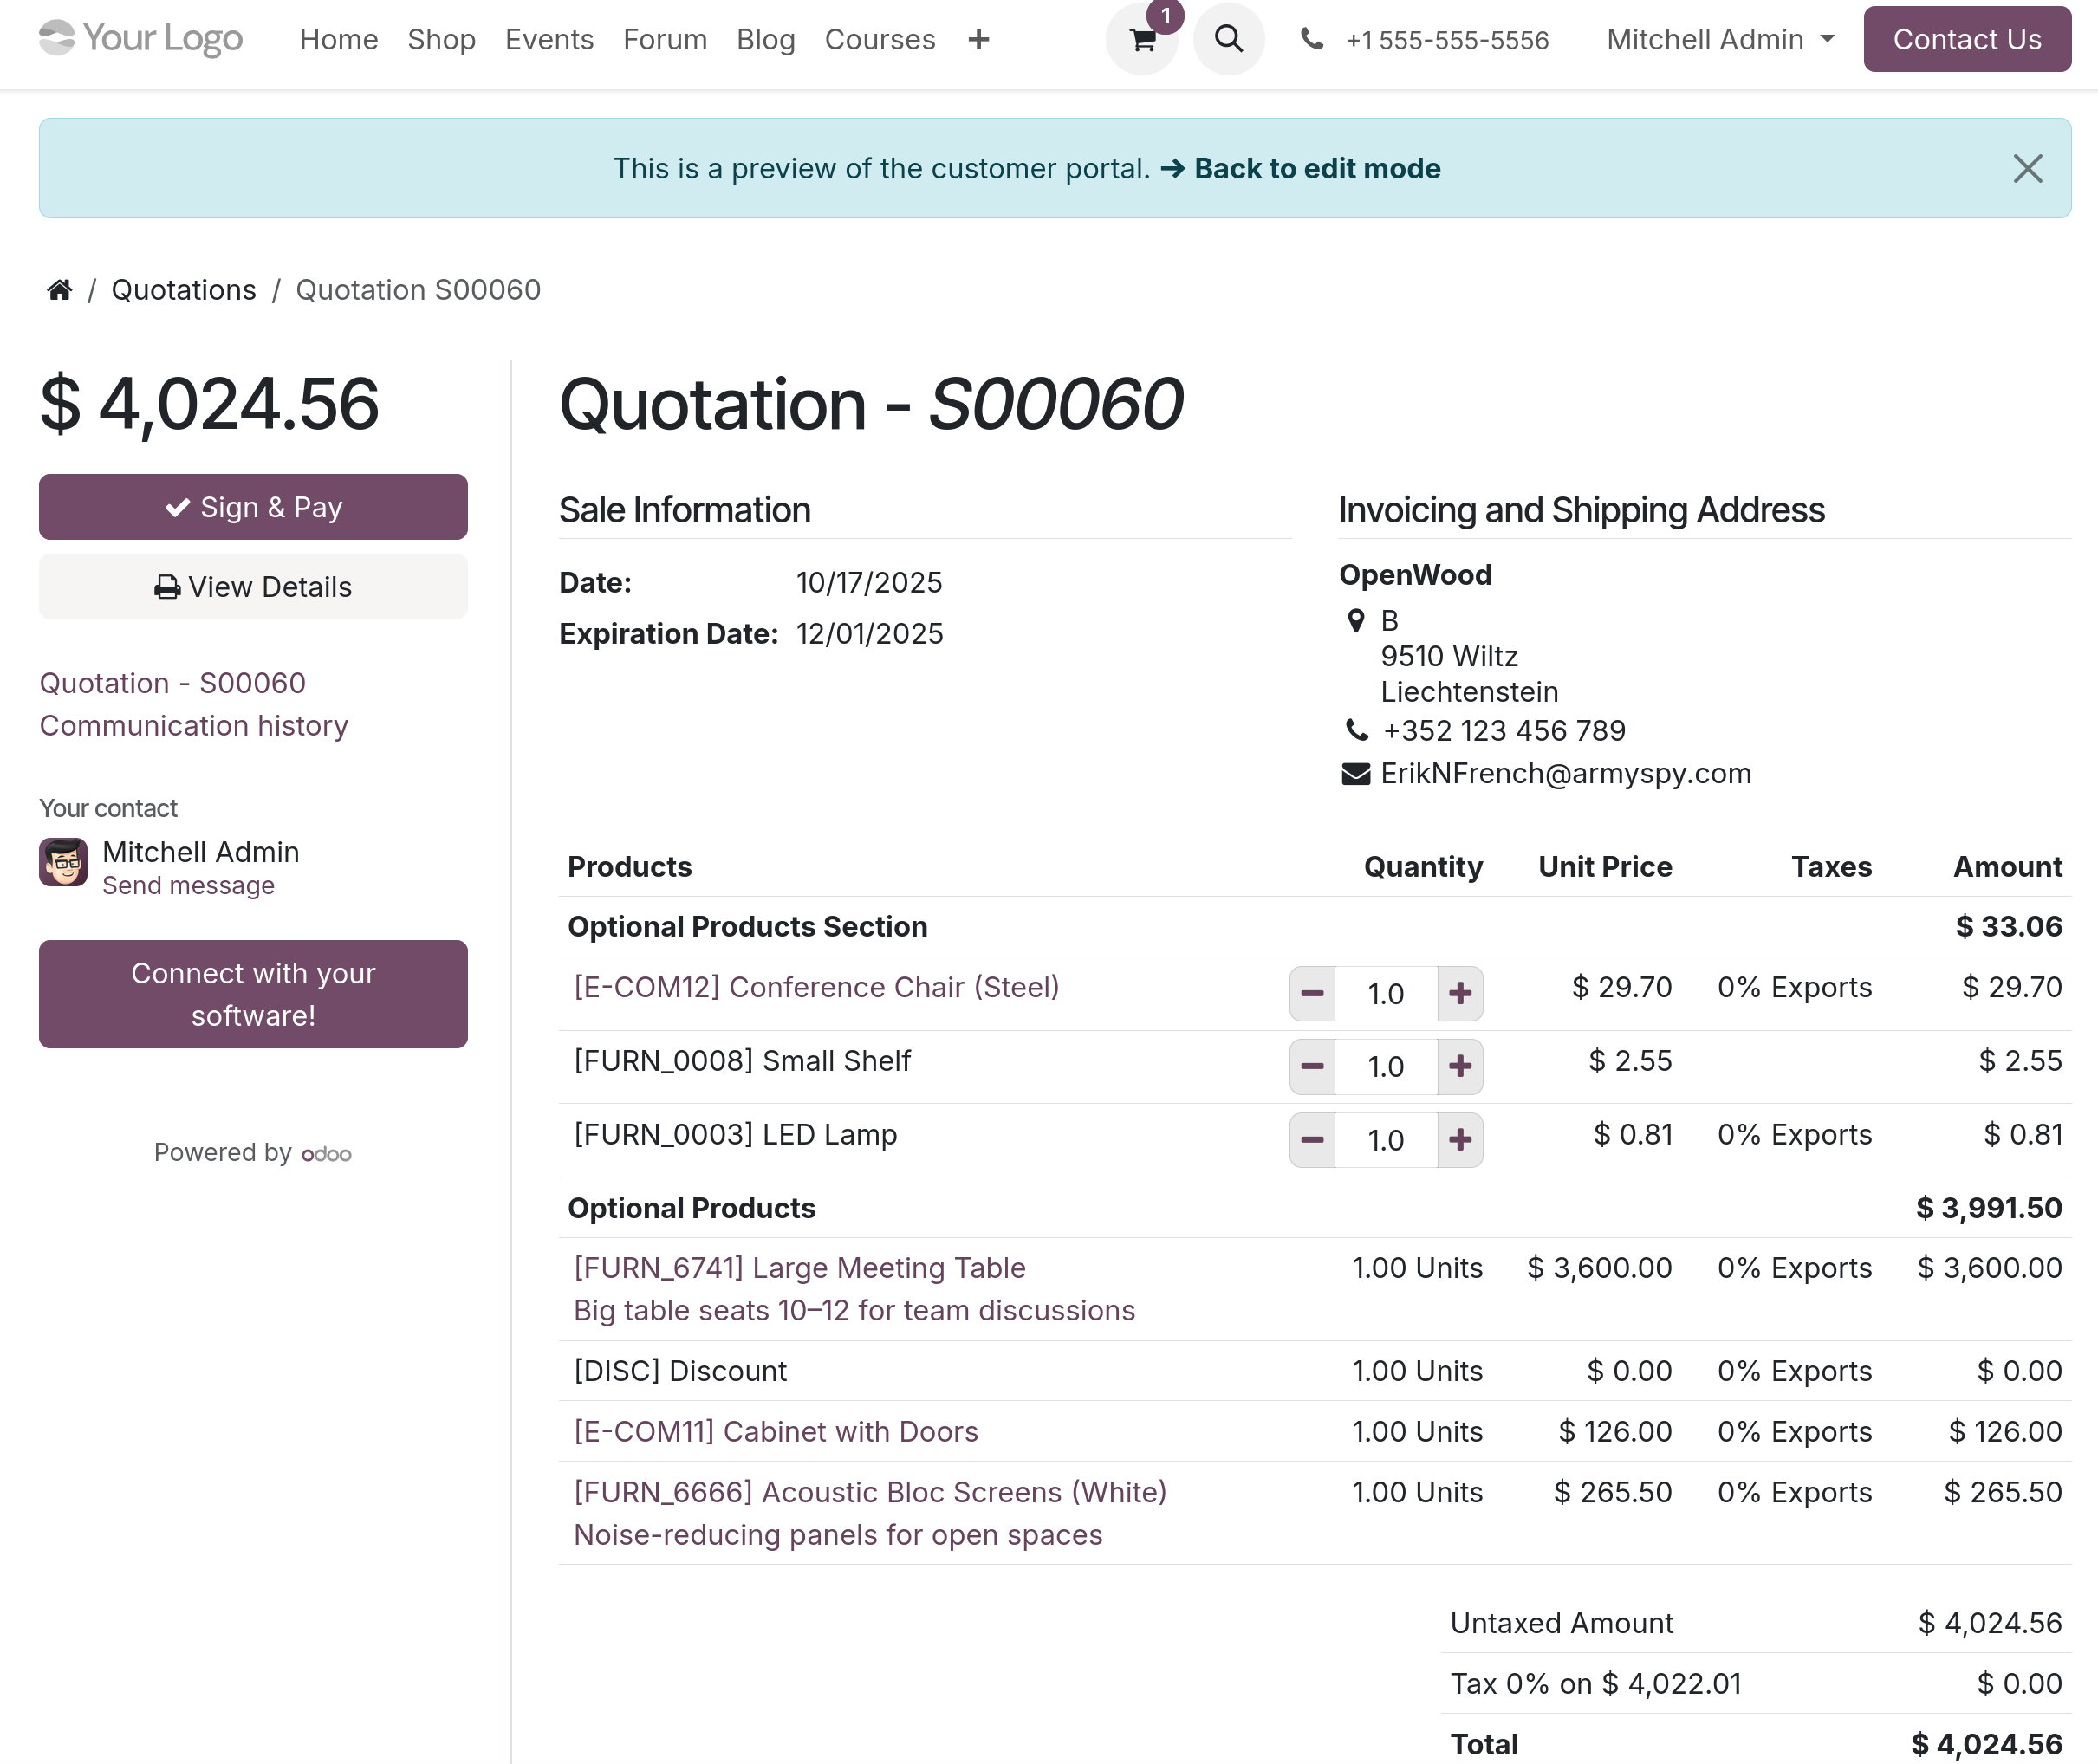 Your Logo Home Shop Events Forum Blog Courses + 1 +1 555-555-5556 Mitchell Admin Contact Us
This is a preview of the customer portal. → Back to edit mode
/ Quotations / Quotation S00060
$ 4,024.56
Sign & Pay
View Details
Quotation - S00060
Communication history
Your contact
Mitchell Admin
Send message
Connect with your
software!
Powered by odoo
Quotation - S00060
Sale Information
Date: 10/17/2025
Expiration Date: 12/01/2025
Invoicing and Shipping Address
OpenWood
B
9510 Wiltz
Liechtenstein
+352 123 456 789
ErikNFrench@armyspy.com
Products Quantity Unit Price Taxes Amount
Optional Products Section $ 33.06
[E-COM12] Conference Chair (Steel) 1.0 $ 29.70 0% Exports $ 29.70
[FURN_0008] Small Shelf 1.0 $ 2.55 $ 2.55
[FURN_0003] LED Lamp 1.0 $ 0.81 0% Exports $ 0.81
Optional Products $ 3,991.50
[FURN_6741] Large Meeting Table 1.00 Units $ 3,600.00 0% Exports $ 3,600.00
Big table seats 10–12 for team discussions
[DISC] Discount 1.00 Units $ 0.00 0% Exports $ 0.00
[E-COM11] Cabinet with Doors 1.00 Units $ 126.00 0% Exports $ 126.00
[FURN_6666] Acoustic Bloc Screens (White) 1.00 Units $ 265.50 0% Exports $ 265.50
Noise-reducing panels for open spaces
Untaxed Amount $ 4,024.56
Tax 0% on $ 4,022.01 $ 0.00
Total $ 4,024.56